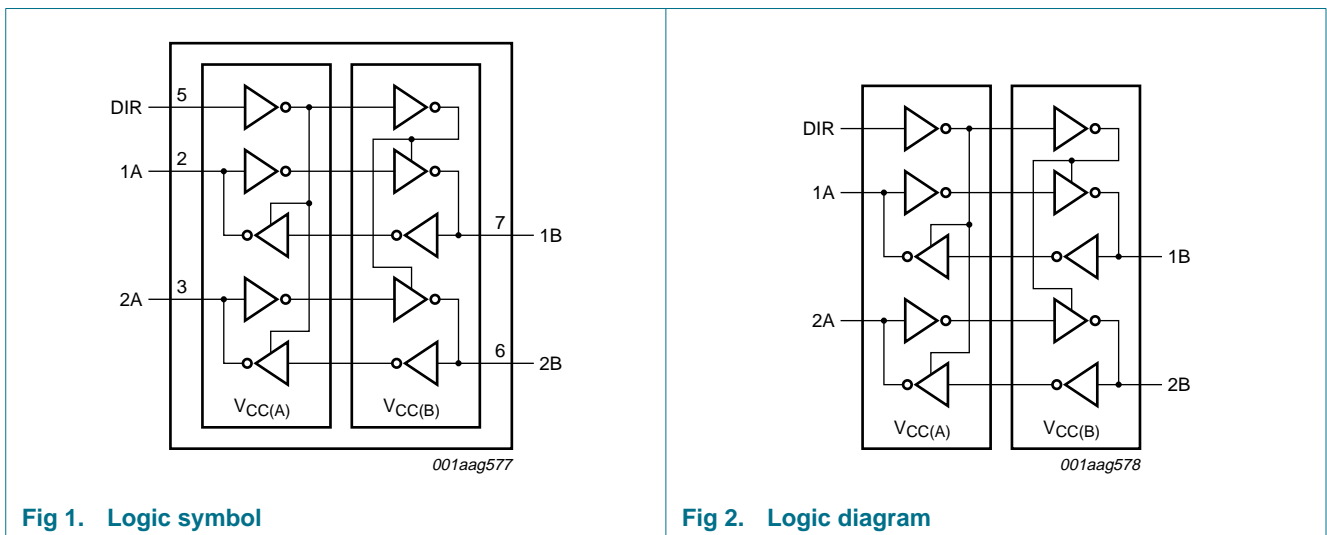 DIR 5
1A 2
7 1B
2A 3
6 2B
VCC(A) VCC(B)
001aag577
Fig 1. Logic symbol
DIR
1A
1B
2A
2B
VCC(A) VCC(B)
001aag578
Fig 2. Logic diagram